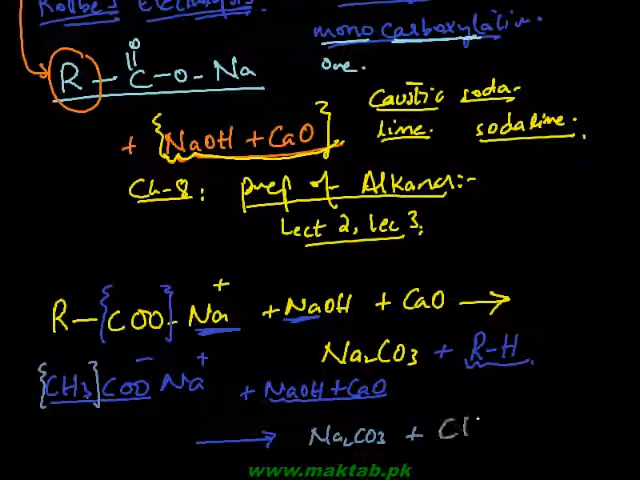 Kolbe's Electrolysis
mono carboxylation.
one.
O
R - C - O - Na
+ {NaOH + CaO}
Caustic soda
lime. sodalime.
Ch-8: prep of Alkanes:-
Lect 2, lec 3,
R - {COO} - Na+ + NaOH + CaO ⟶
Na₂CO₃ + R-H
{CH₃}COO- Na+ + NaOH + CaO
⟶ Na₂CO₃ + CH
www.maktab.pk